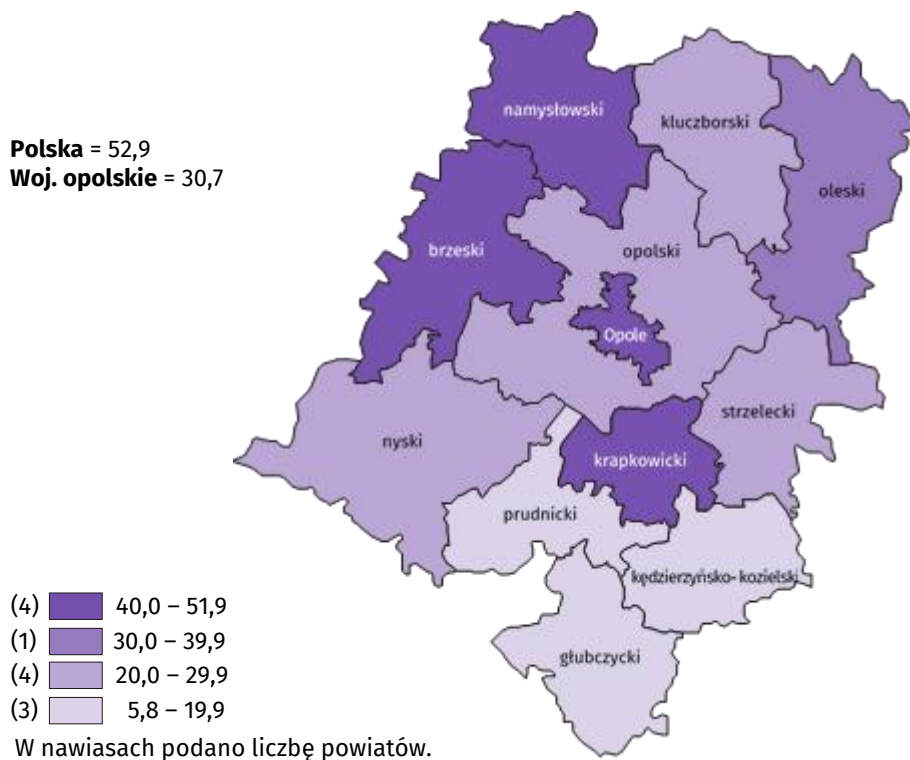 Polska = 52,9
Woj. opolskie = 30,7
namysłowski
kluczborski
oleski
brzeski
opolski
Opole
strzelecki
nyski
krapkowicki
prudnicki
kędzierzyńsko-kozielski
głubczycki
(4) 40,0 – 51,9
(1) 30,0 – 39,9
(4) 20,0 – 29,9
(3) 5,8 – 19,9
W nawiasach podano liczbę powiatów.